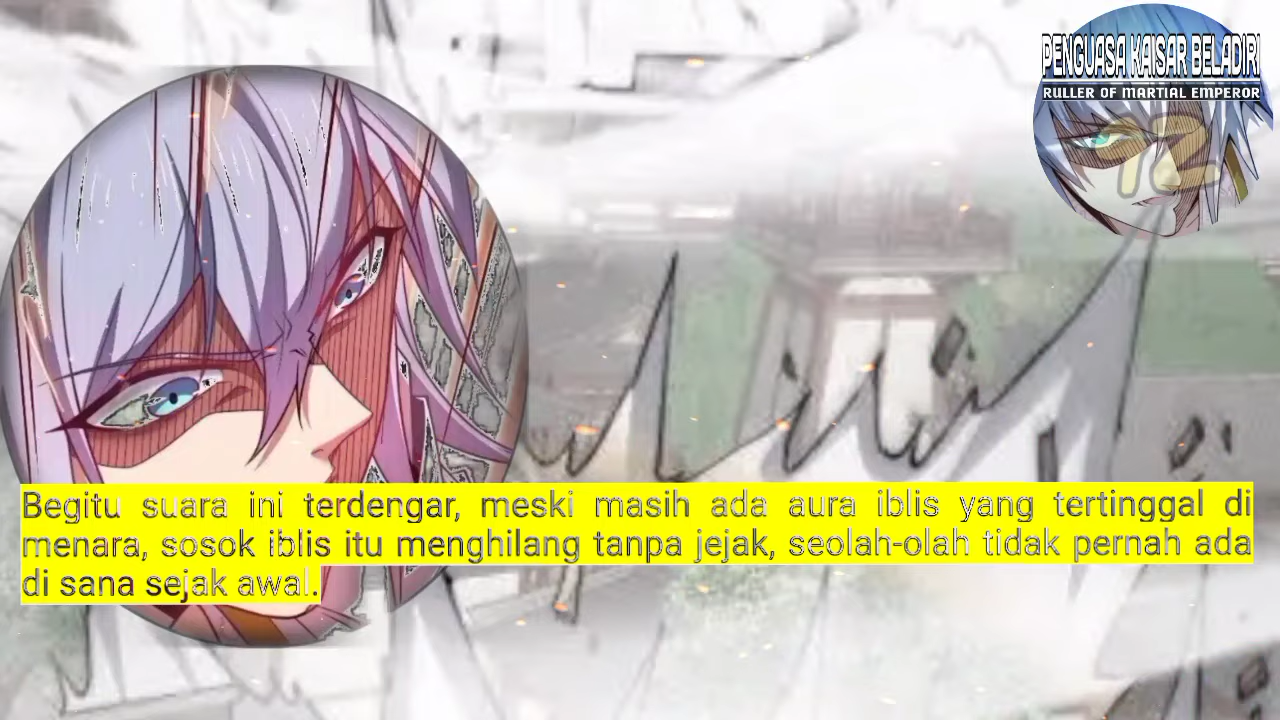 PENGUASA KAISAR BELADIRI
RULLER OF MARTIAL EMPEROR
Begitu suara ini terdengar, meski masih ada aura iblis yang tertinggal di
menara, sosok iblis itu menghilang tanpa jejak, seolah-olah tidak pernah ada
di sana sejak awal.